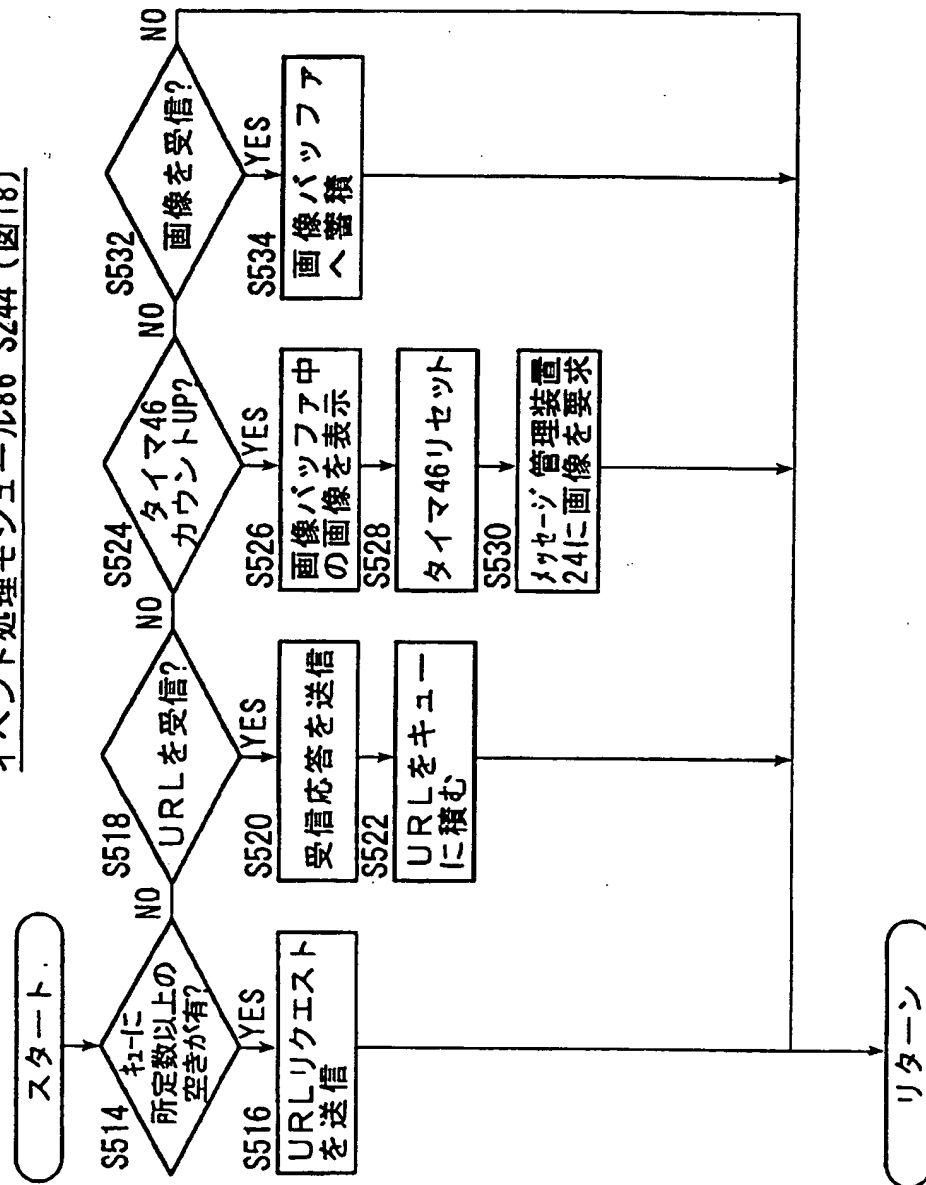 イベント処理モジュール86 S244 (図18)
スタート
S514
キューに
所定数以上の
空きが有?
NO
YES
S516
URLリクエスト
を送信
S518
URLを受信?
NO
YES
S520
受信応答を送信
S522
URLをキュー
に積む
S524
タイマ46
カウントUP?
NO
YES
S526
画像バッファ中
の画像を表示
S528
タイマ46リセット
S530
メッセージ管理装置
24に画像を要求
S532
画像を受信?
NO
YES
S534
画像バッファ
へ蓄積
リターン